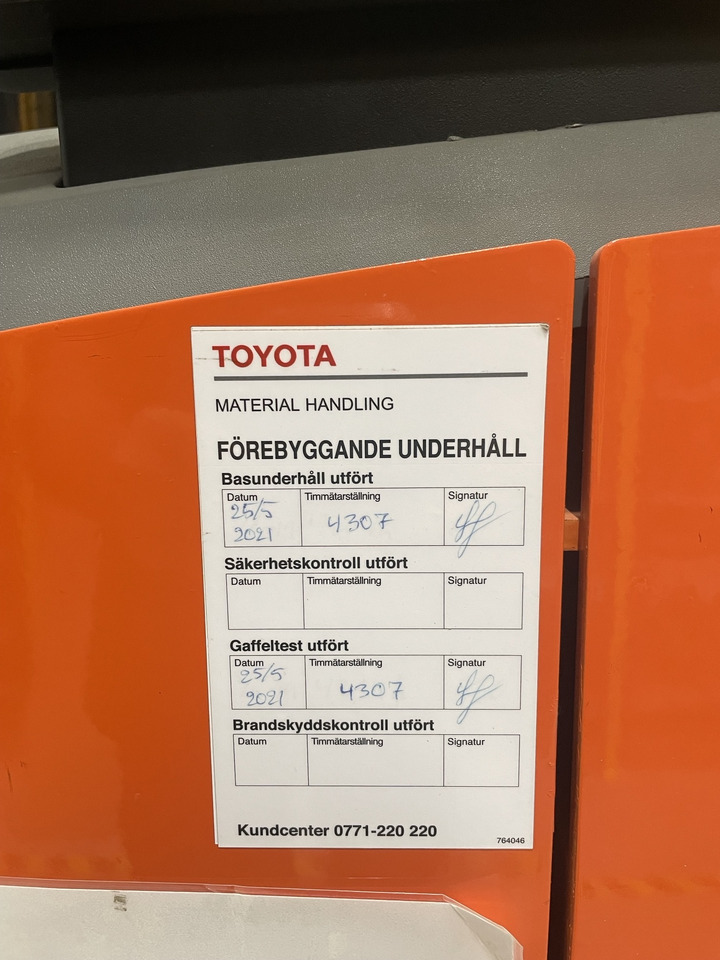 TOYOTA
MATERIAL HANDLING
FÖREBYGGANDE UNDERHÅLL
Basunderhåll utfört
Datum Timmätarställning Signatur
25/5
2021 4307
Säkerhetskontroll utfört
Datum Timmätarställning Signatur
Gaffeltest utfört
Datum Timmätarställning Signatur
25/5
2021 4307
Brandskyddskontroll utfört
Datum Timmätarställning Signatur
Kundcenter 0771-220 220
764046